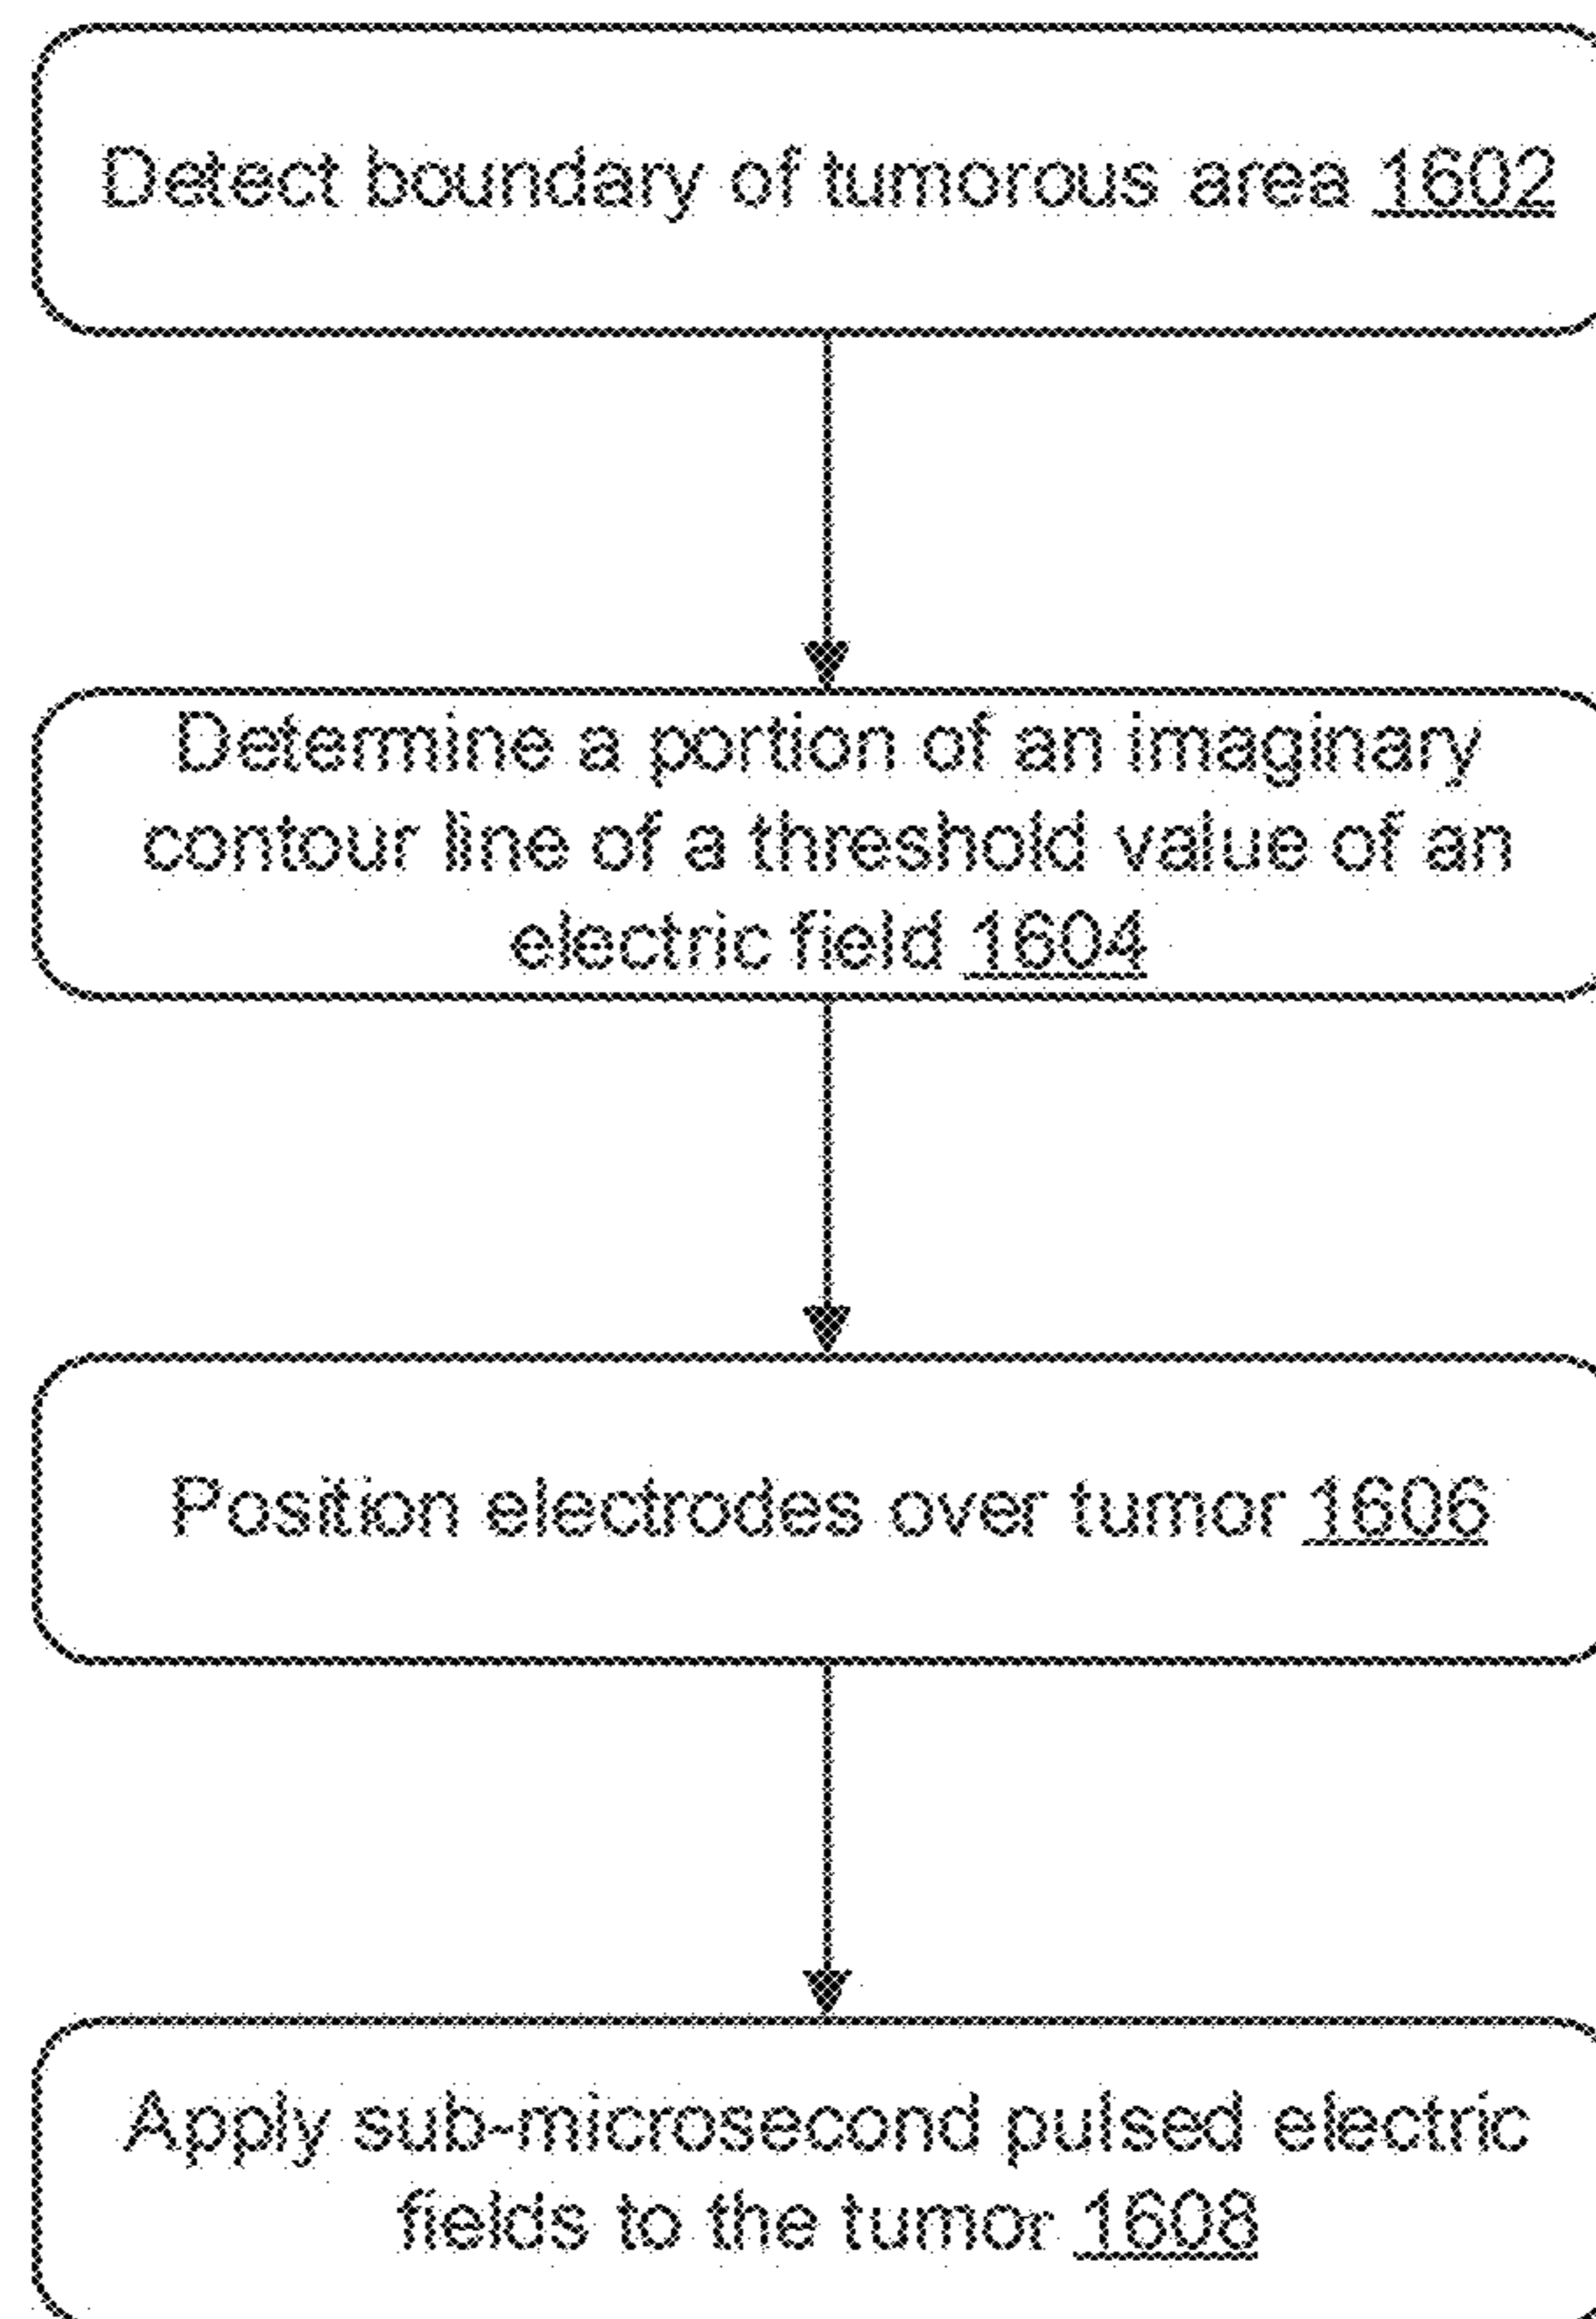 Detect boundary of tumorous area 1602
Determine a portion of an imaginary
contour line of a threshold value of an
electric field 1604
Position electrodes over tumor 1606
Apply sub-microsecond pulsed electric
fields to the tumor 1608